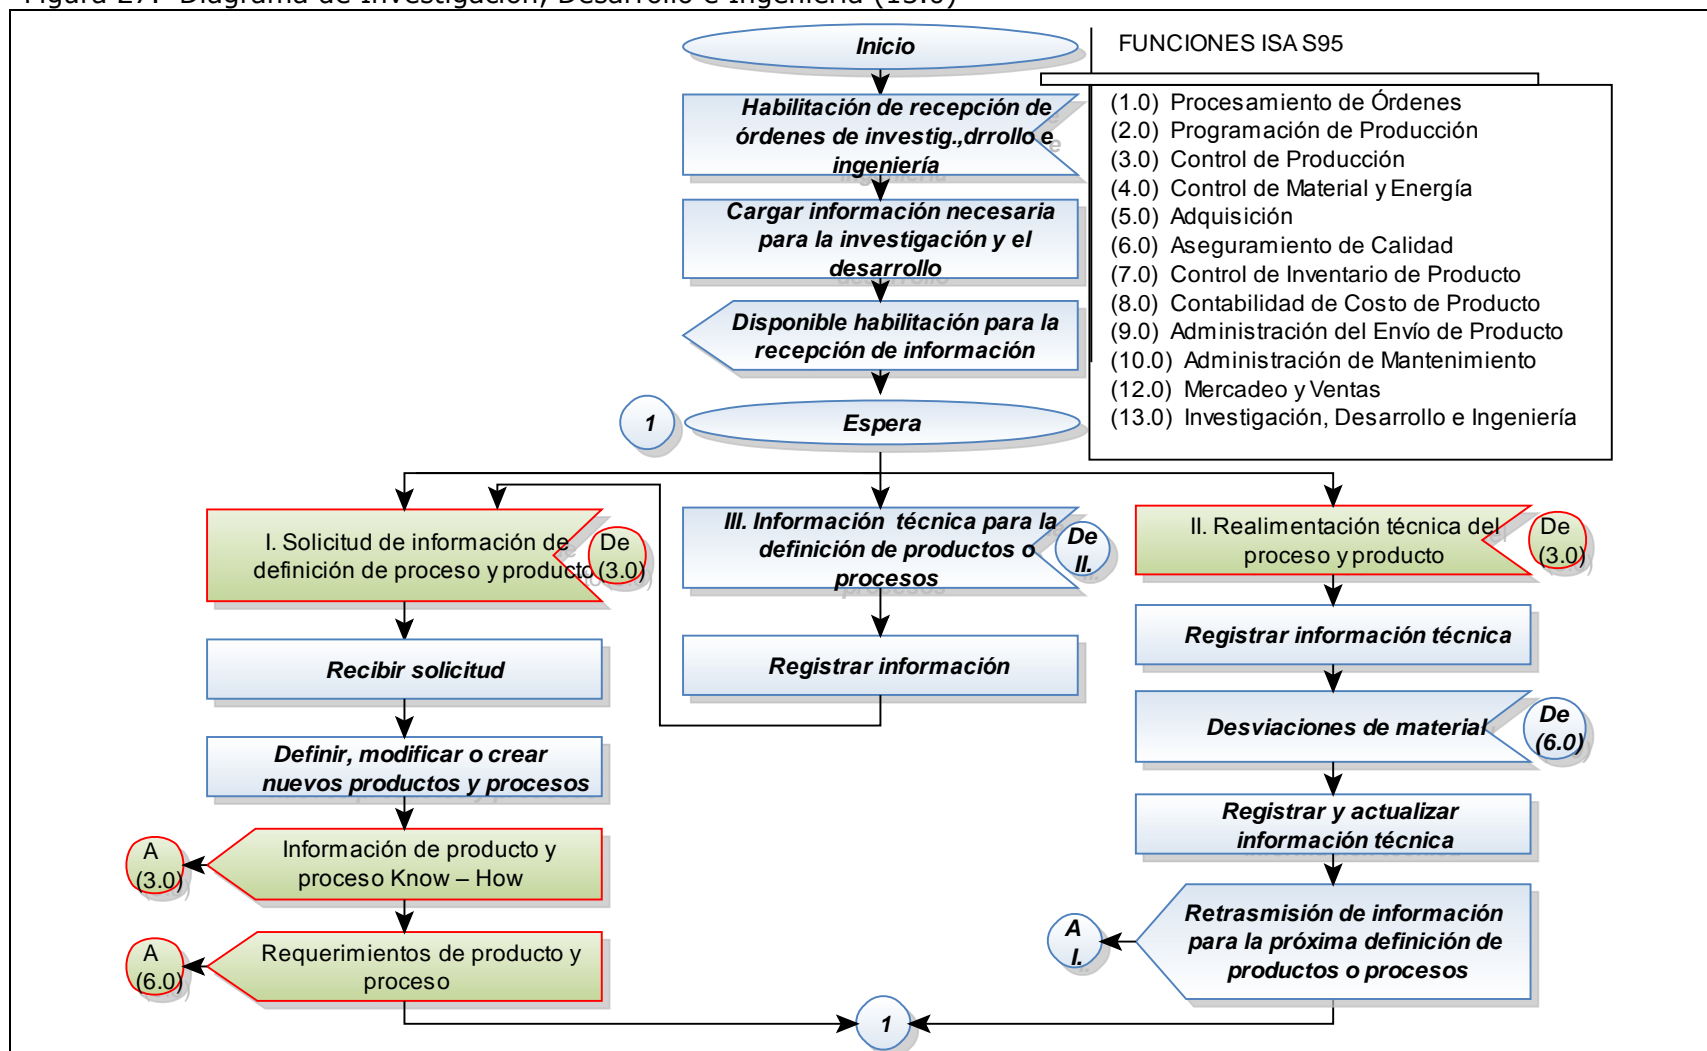 Figura 27. Diagrama de Investigación, Desarrollo e Ingeniería (13.0)
Inicio
Habilitación de recepción de
órdenes de investig.,drrollo e
ingeniería
Cargar información necesaria
para la investigación y el
desarrollo
Disponible habilitación para la
recepción de información
1
Espera
FUNCIONES ISA S95
(1.0) Procesamiento de Órdenes
(2.0) Programación de Producción
(3.0) Control de Producción
(4.0) Control de Material y Energía
(5.0) Adquisición
(6.0) Aseguramiento de Calidad
(7.0) Control de Inventario de Producto
(8.0) Contabilidad de Costo de Producto
(9.0) Administración del Envío de Producto
(10.0) Administración de Mantenimiento
(12.0) Mercadeo y Ventas
(13.0) Investigación, Desarrollo e Ingeniería
I. Solicitud de información de
definición de proceso y producto
De
(3.0)
Recibir solicitud
Definir, modificar o crear
nuevos productos y procesos
Información de producto y
proceso Know – How
A
(3.0)
Requerimientos de producto y
proceso
A
(6.0)
III. Información técnica para la
definición de productos o
procesos
De
II.
Registrar información
II. Realimentación técnica del
proceso y producto
De
(3.0)
Registrar información técnica
Desviaciones de material
De
(6.0)
Registrar y actualizar
información técnica
Retrasmisión de información
para la próxima definición de
productos o procesos
A
I.
1